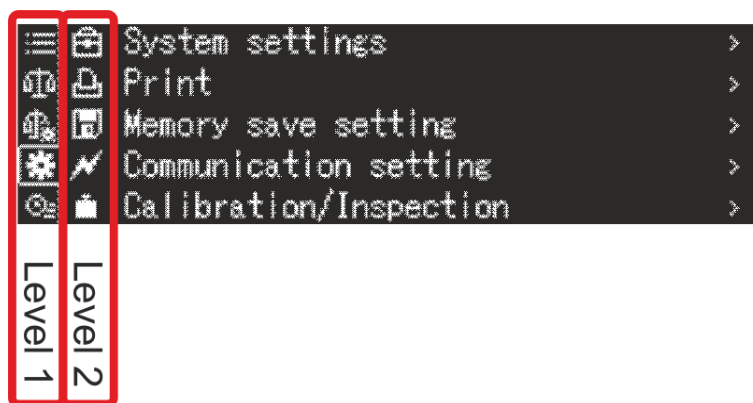 System settings >
Print >
Memory save setting >
Communication setting >
Calibration/Inspection >
Level 1
Level 2